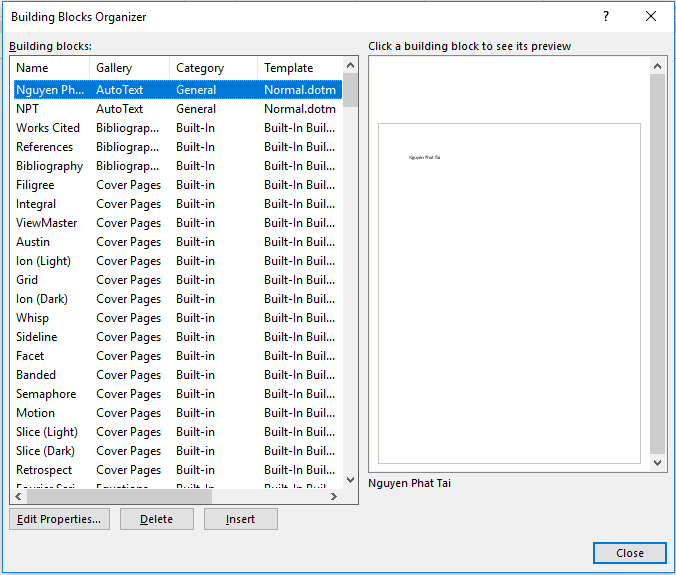 Building Blocks Organizer ?
Building blocks: Click a building block to see its preview
Name Gallery Category Template
Nguyen Ph... AutoText General Normal.dotm
NPT AutoText General Normal.dotm
Works Cited Bibliograp... Built-In Built-In Buil...
References Bibliograp... Built-In Built-In Buil...
Bibliography Bibliograp... Built-In Built-In Buil...
Filigree Cover Pages Built-in Built-In Buil...
Integral Cover Pages Built-in Built-In Buil...
ViewMaster Cover Pages Built-in Built-In Buil...
Austin Cover Pages Built-in Built-In Buil...
Ion (Light) Cover Pages Built-in Built-In Buil...
Grid Cover Pages Built-in Built-In Buil...
Ion (Dark) Cover Pages Built-in Built-In Buil...
Whisp Cover Pages Built-in Built-In Buil...
Sideline Cover Pages Built-in Built-In Buil...
Facet Cover Pages Built-in Built-In Buil...
Banded Cover Pages Built-in Built-In Buil...
Semaphore Cover Pages Built-in Built-In Buil...
Motion Cover Pages Built-in Built-In Buil...
Slice (Light) Cover Pages Built-in Built-In Buil...
Slice (Dark) Cover Pages Built-in Built-In Buil...
Retrospect Cover Pages Built-in Built-In Buil...
Nguyen Phat Tai
Nguyen Phat Tai
Edit Properties... Delete Insert
Close